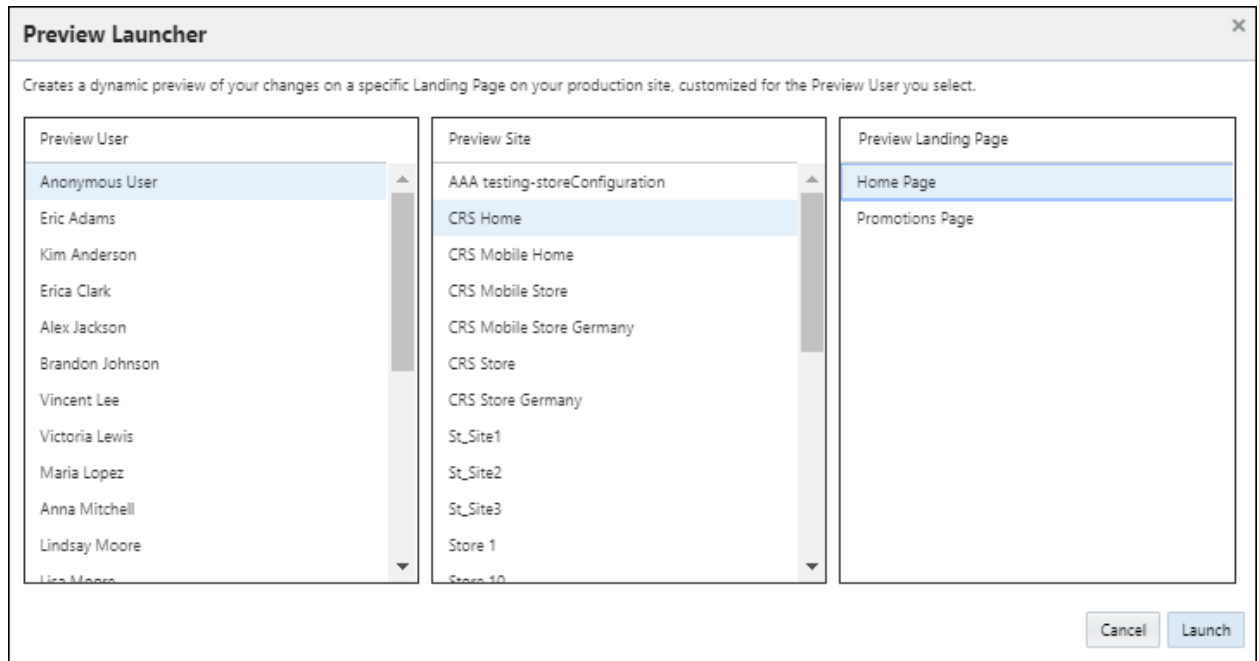 Preview Launcher
Creates a dynamic preview of your changes on a specific Landing Page on your production site, customized for the Preview User you select.
Preview User
Anonymous User
Eric Adams
Kim Anderson
Erica Clark
Alex Jackson
Brandon Johnson
Vincent Lee
Victoria Lewis
Maria Lopez
Anna Mitchell
Lindsay Moore
Lisa Moore
Preview Site
AAA testing-storeConfiguration
CRS Home
CRS Mobile Home
CRS Mobile Store
CRS Mobile Store Germany
CRS Store
CRS Store Germany
St_Site1
St_Site2
St_Site3
Store 1
Store 10
Preview Landing Page
Home Page
Promotions Page
Cancel
Launch